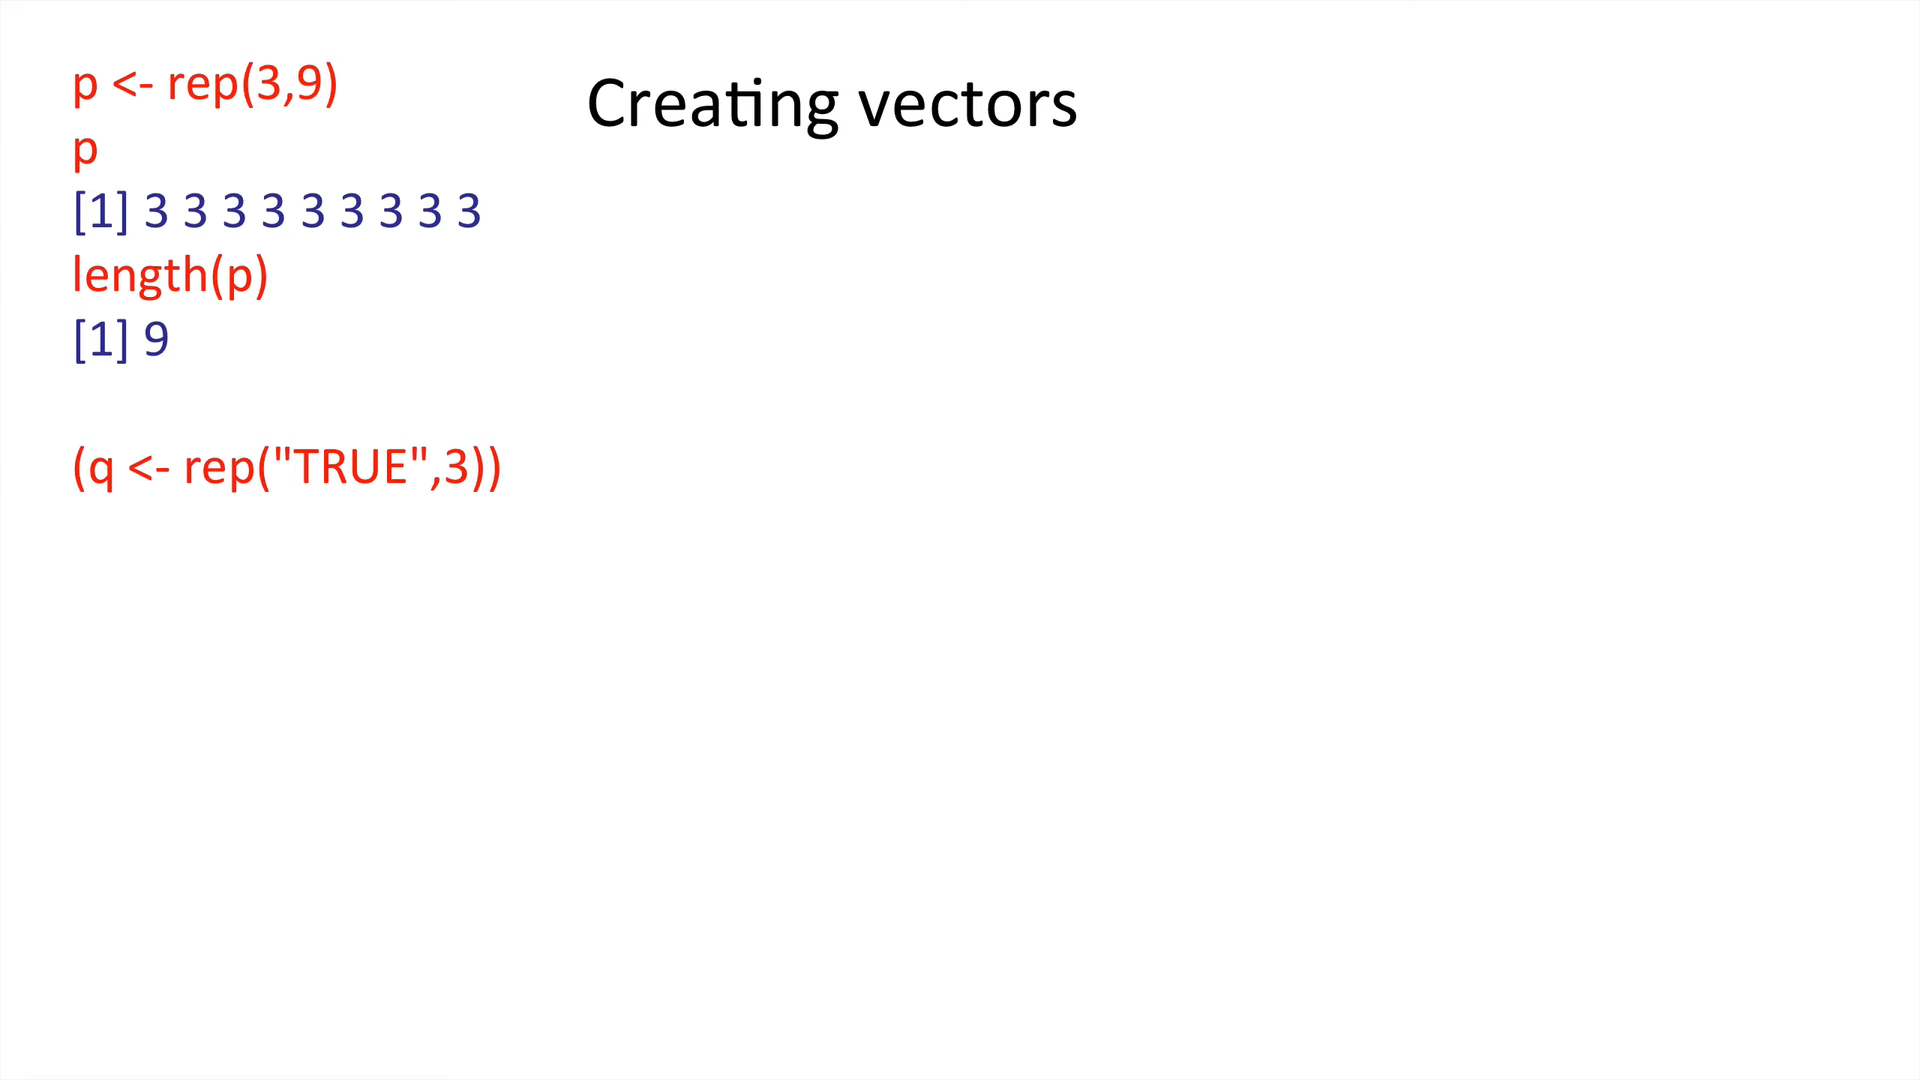 Creating vectors
p <- rep(3,9)
p
[1] 3 3 3 3 3 3 3 3 3
length(p)
[1] 9
(q <- rep("TRUE",3))